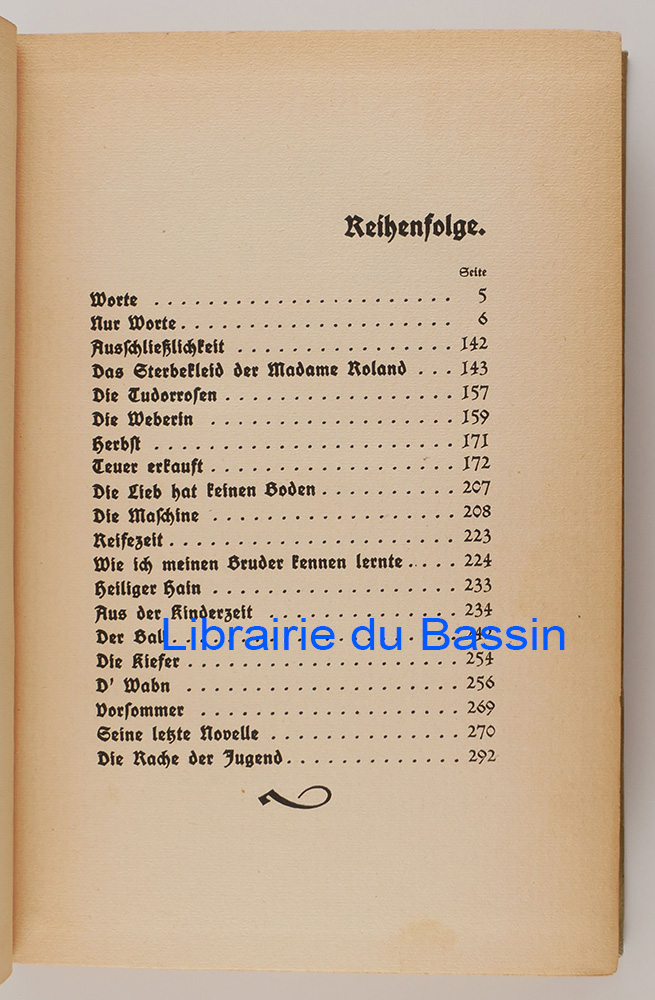 Reihenfolge.
Seite
Worte . . . . . . . . . . . . . . . . . . . . . . 5
Nur Worte . . . . . . . . . . . . . . . . . . . . 6
Ausschließlichkeit . . . . . . . . . . . . . . . . 142
Das Sterbekleid der Madame Roland . . . 143
Die Tudorrosen . . . . . . . . . . . . . . . . . 157
Die Weberin . . . . . . . . . . . . . . . . . . 159
Herbst . . . . . . . . . . . . . . . . . . . . . . 171
Teuer erkauft . . . . . . . . . . . . . . . . . . 172
Die Lieb hat keinen Boden . . . . . . . . . . 207
Die Maschine . . . . . . . . . . . . . . . . . . 208
Reifezeit . . . . . . . . . . . . . . . . . . . . . 223
Wie ich meinen Bruder kennen lernte . . . . 224
Heiliger Hain . . . . . . . . . . . . . . . . . . 233
Aus der Kinderzeit . . . . . . . . . . . . . . 234
Der Ball
Librairie du Bassin
Die Kiefer . . . . . . . . . . . . . . . . . . . . 254
D' Wabn . . . . . . . . . . . . . . . . . . . . 256
Vorsommer . . . . . . . . . . . . . . . . . . . 269
Seine letzte Novelle . . . . . . . . . . . . . . 270
Die Rache der Jugend . . . . . . . . . . . . . 292